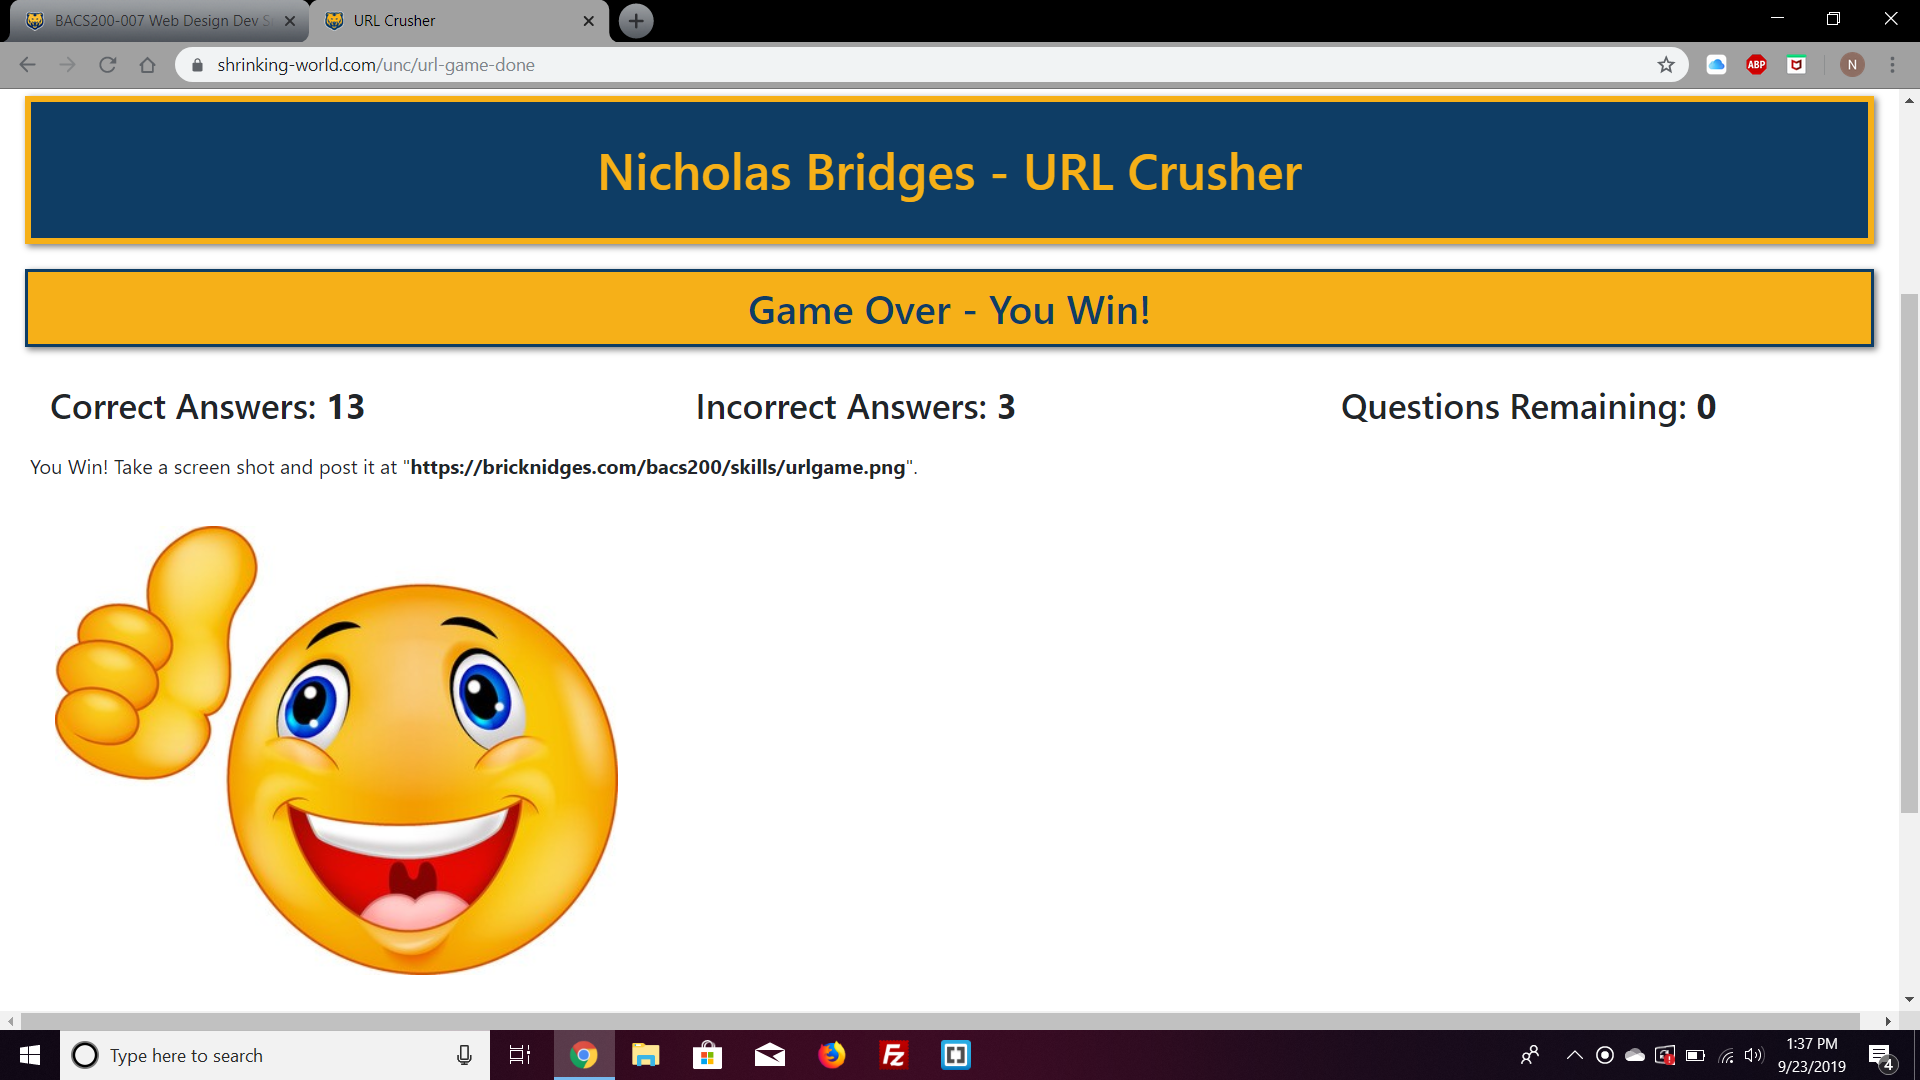 BACS200-007 Web Design Dev S
URL Crusher
shrinking-world.com/unc/url-game-done
ABP
N
Nicholas Bridges - URL Crusher
Game Over - You Win!
Correct Answers: 13
Incorrect Answers: 3
Questions Remaining: 0
You Win! Take a screen shot and post it at "https://bricknidges.com/bacs200/skills/urlgame.png".
Type here to search
Fz
1:37 PM
9/23/2019
4